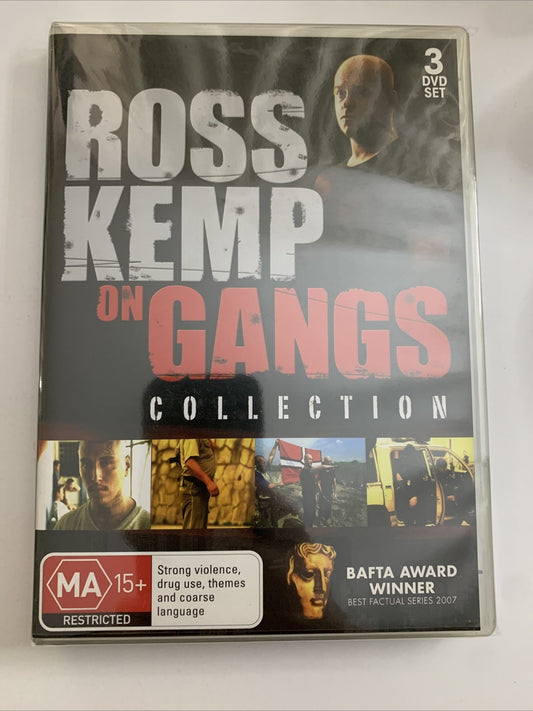 3
DVD
SET
ROSS
KEMP
ON GANGS
COLLECTION
MA 15+
RESTRICTED
Strong violence,
drug use, themes
and coarse
language
BAFTA AWARD
WINNER
BEST FACTUAL SERIES 2007